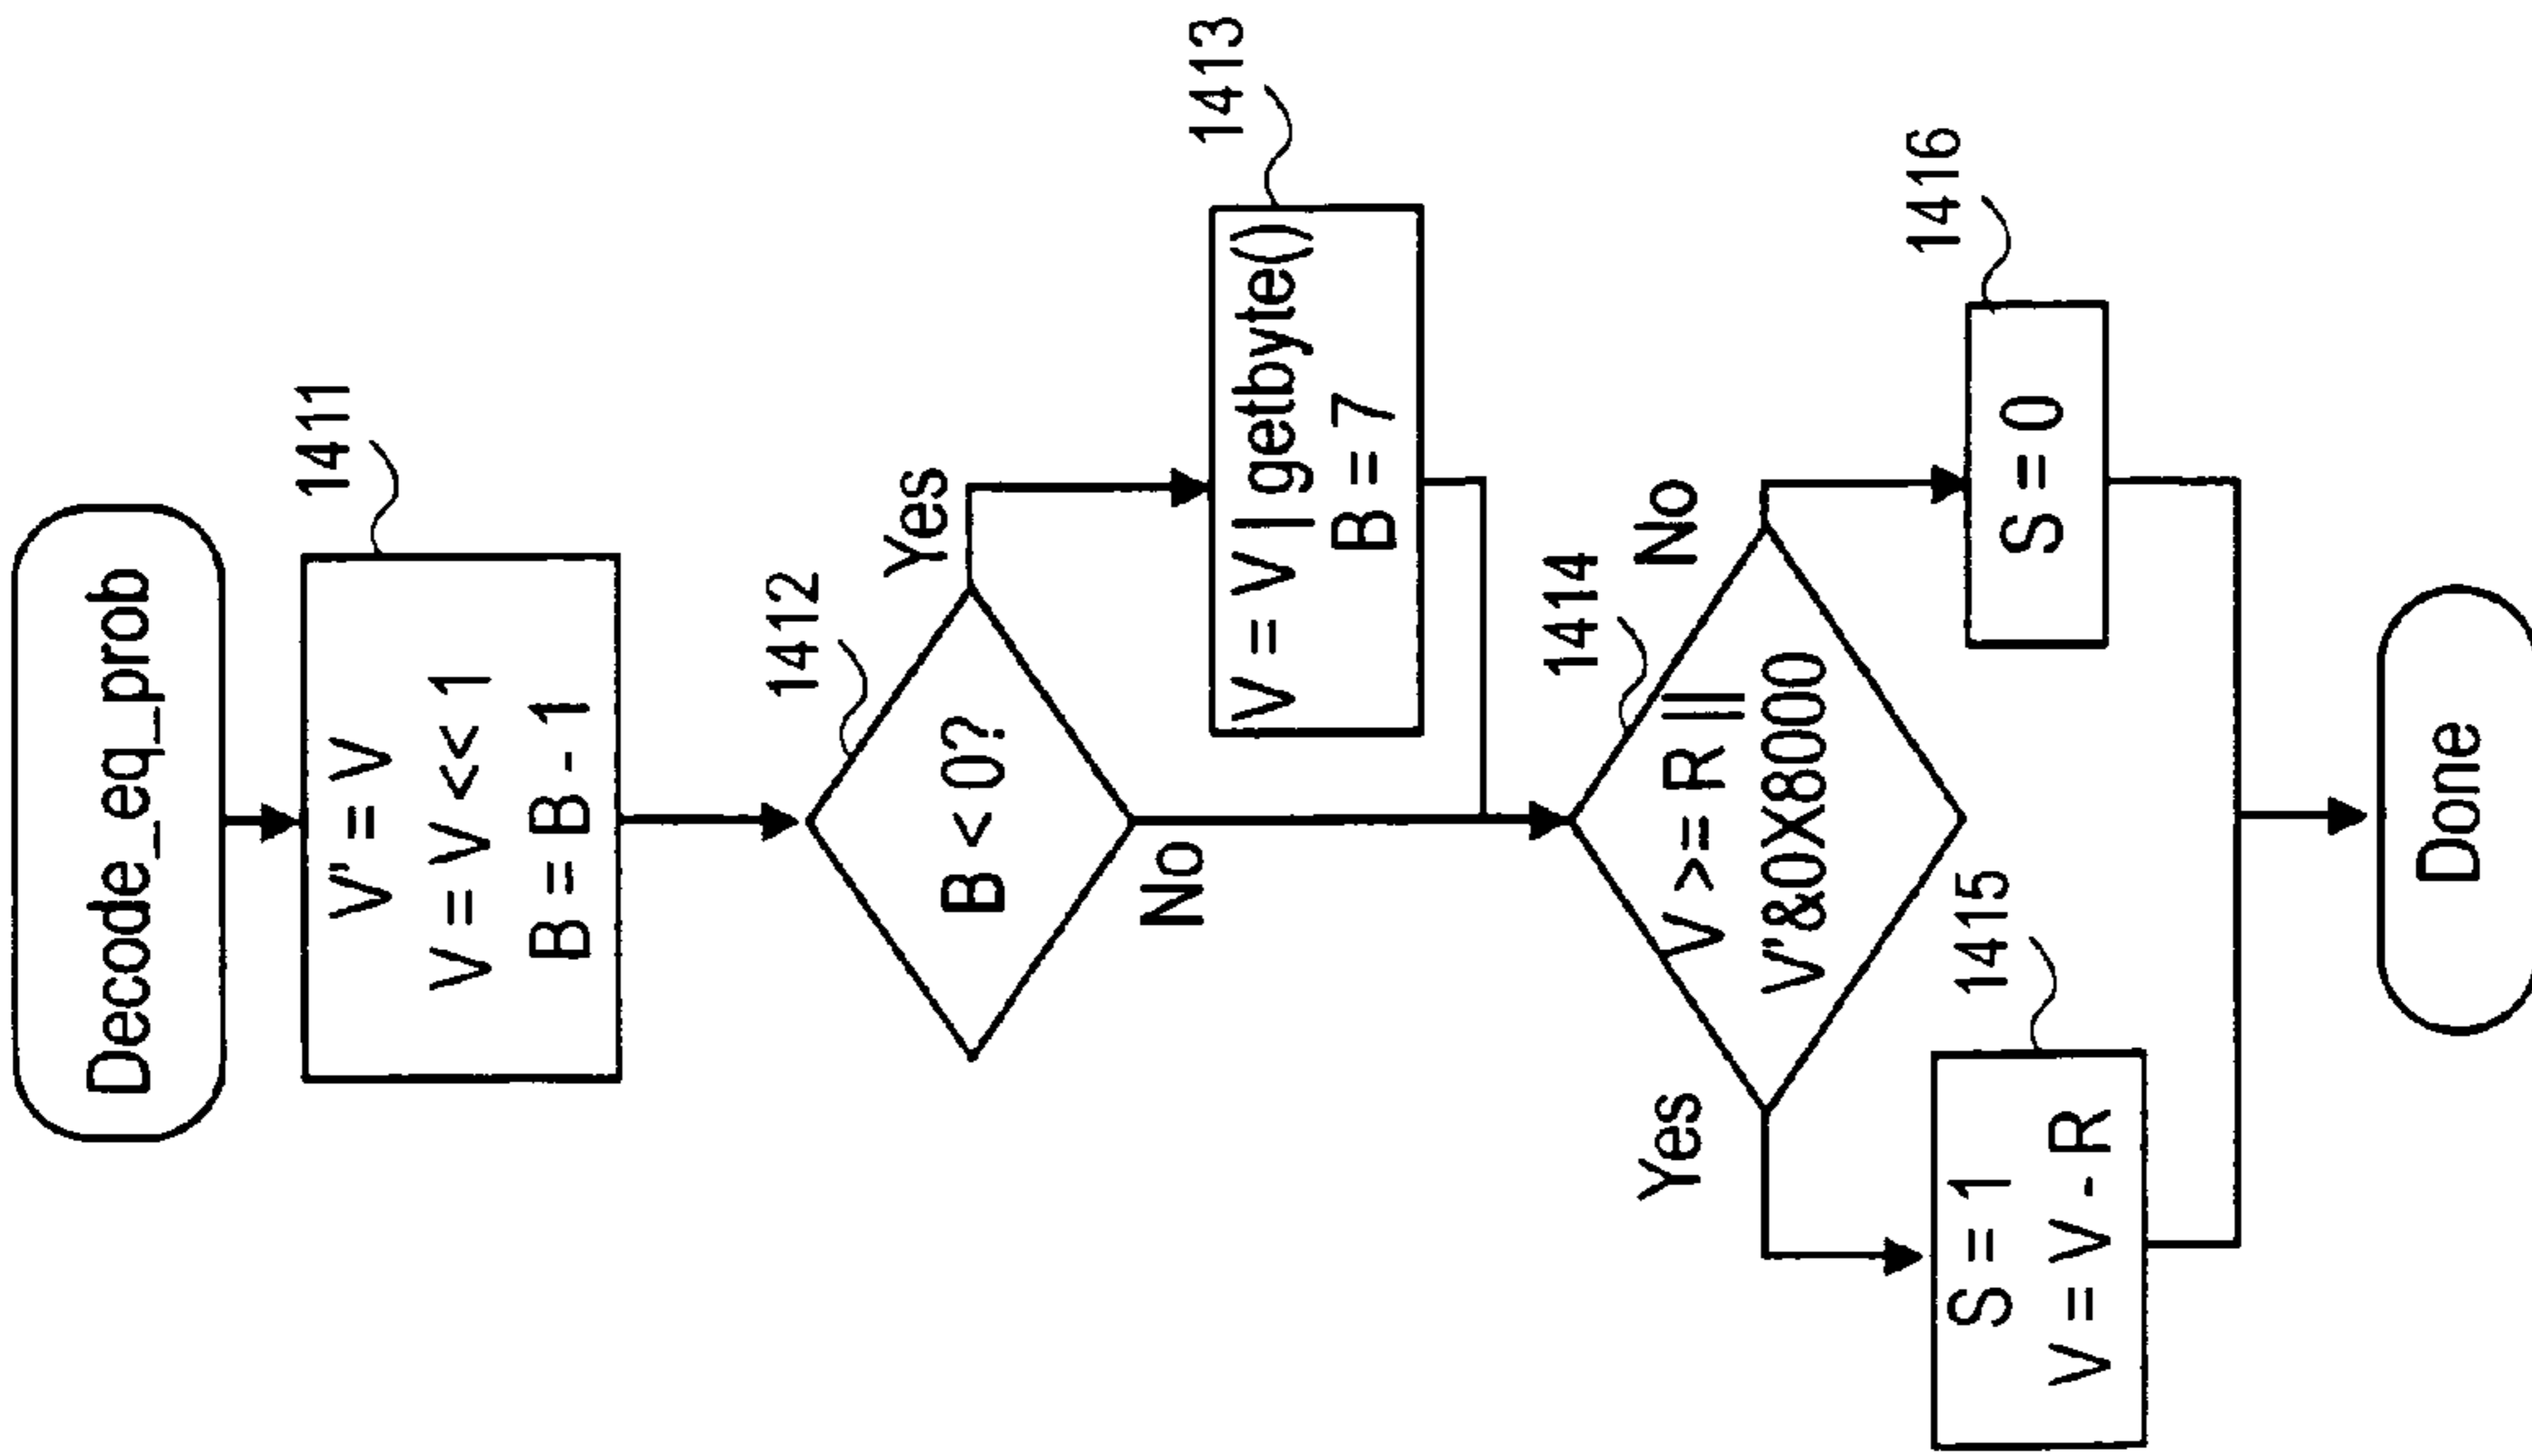 Decode_eq_prob
1411
V' = V
V = V << 1
B = B - 1
1412
B < 0?
Yes
No
1413
V = V | getbyte()
B = 7
1414
V >= R ||
V'&0X8000
Yes
No
1415
S = 1
V = V - R
1416
S = 0
Done